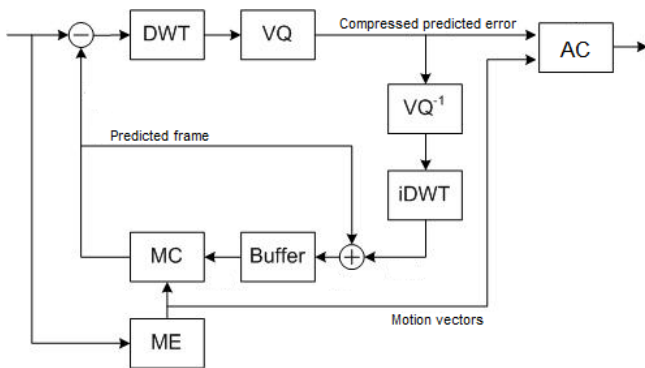 Compressed predicted error
DWT
VQ
AC
VQ-1
Predicted frame
iDWT
MC
Buffer
Motion vectors
ME